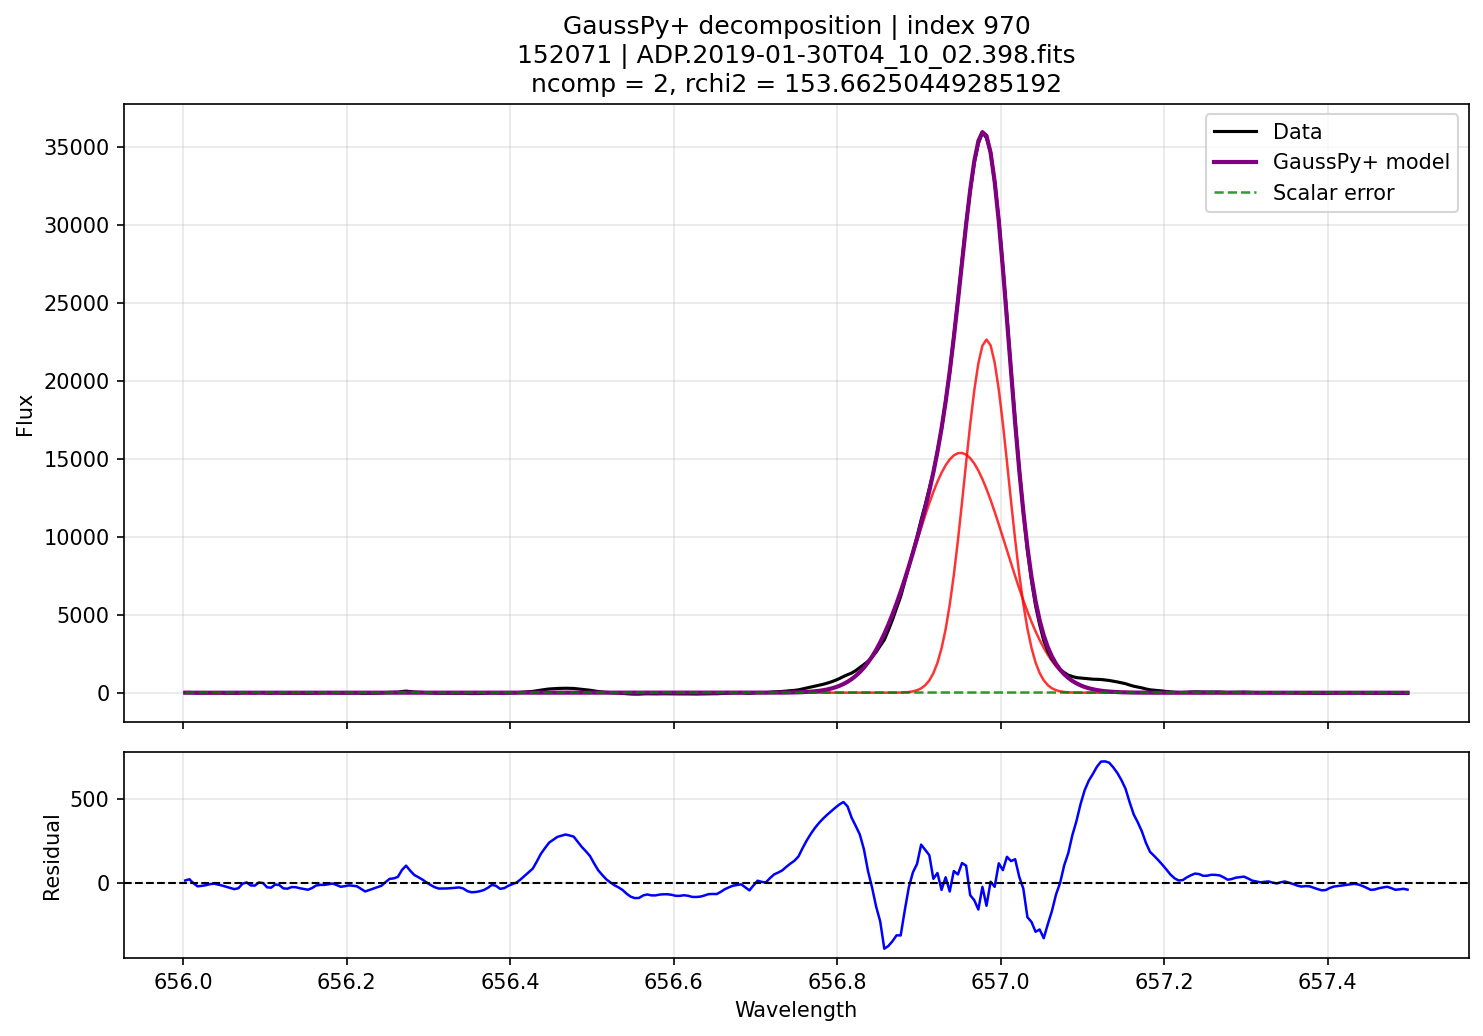 GaussPy+ decomposition | index 970
152071 | ADP.2019-01-30T04_10_02.398.fits
ncomp = 2, rchi2 = 153.66250449285192
Data
GaussPy+ model
Scalar error
Flux
35000
30000
25000
20000
15000
10000
5000
0
Residual
500
0
656.0
656.2
656.4
656.6
656.8
657.0
657.2
657.4
Wavelength